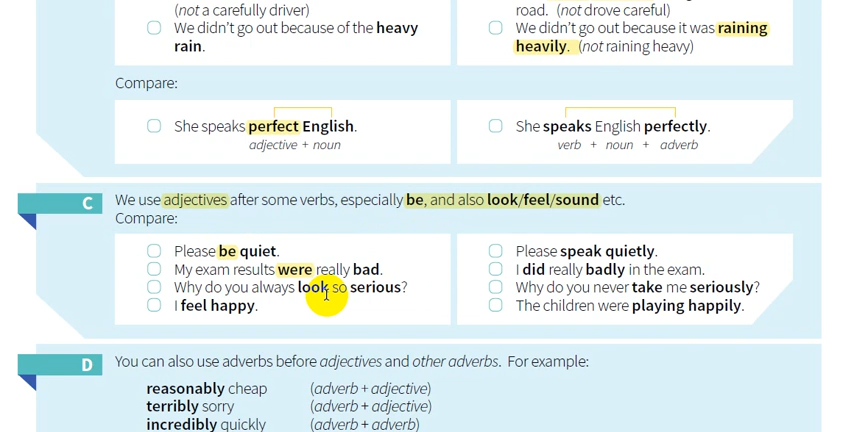 (not a carefully driver)
We didn't go out because of the heavy
rain.
road. (not drove careful)
We didn't go out because it was raining
heavily. (not raining heavy)
Compare:
She speaks perfect English.
adjective + noun
She speaks English perfectly.
verb + noun + adverb
C
We use adjectives after some verbs, especially be, and also look/feel/sound etc.
Compare:
Please be quiet.
My exam results were really bad.
Why do you always look so serious?
I feel happy.
Please speak quietly.
I did really badly in the exam.
Why do you never take me seriously?
The children were playing happily.
D
You can also use adverbs before adjectives and other adverbs. For example:
reasonably cheap (adverb + adjective)
terribly sorry (adverb + adjective)
incredibly quickly (adverb + adverb)